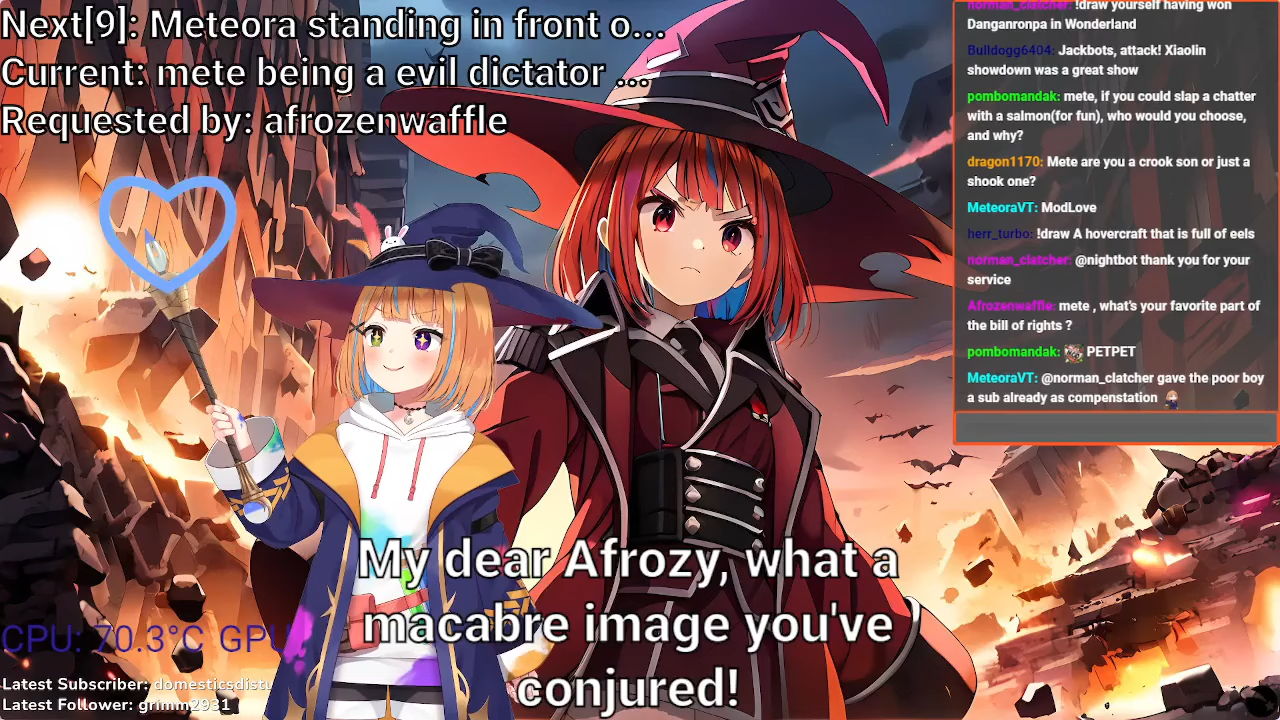 Next[9]: Meteora standing in front o...
Current: mete being a evil dictator ...
Requested by: afrozenwaffle
norman_clatcher: !draw yourself having won
Danganronpa in Wonderland
Bulldogg6404: Jackbots, attack! Xiaolin
showdown was a great show
pombomandak: mete, if you could slap a chatter
with a salmon(for fun), who would you choose,
and why?
dragon1170: Mete are you a crook son or just a
shook one?
MeteoraVT: ModLove
herr_turbo: !draw A hovercraft that is full of eels
norman_clatcher: @nightbot thank you for your
service
Afrozenwaffle: mete , what's your favorite part of
the bill of rights ?
pombomandak: PETPET
MeteoraVT: @norman_clatcher gave the poor boy
a sub already as compenstation
My dear Afrozy, what a
macabre image you've
conjured!
CPU: 70.3°C GPU
Latest Subscriber: domesticsdistu
Latest Follower: grimm2931